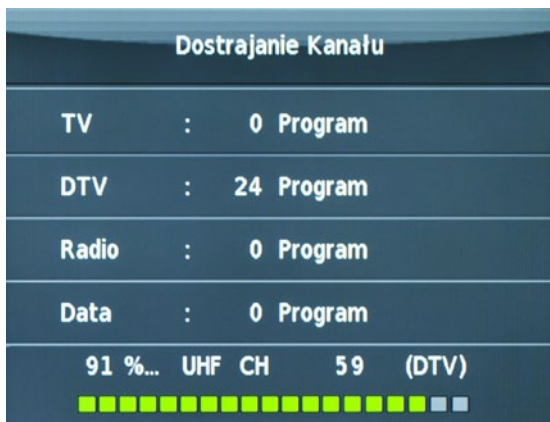 Dostrajanie Kanału
TV : 0 Program
DTV : 24 Program
Radio : 0 Program
Data : 0 Program
91 %... UHF CH 59 (DTV)